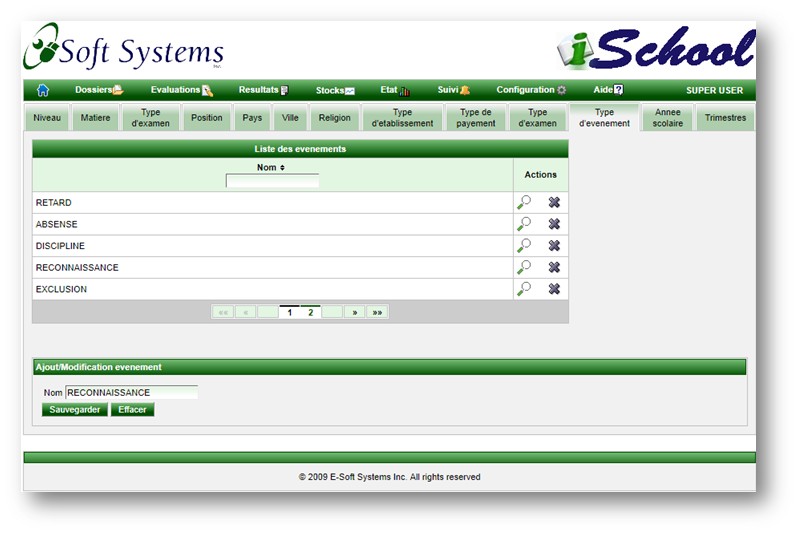 Soft Systems Inc.
iSchool
Dossiers Evaluations Resultats Stocks Etat Suivi Configuration Aide SUPER USER
Niveau Matiere Type d'examen Position Pays Ville Religion Type d'etablissement Type de payement Type d'examen Type d'evenement Annee scolaire Trimestres
Liste des evenements
Nom Actions
RETARD
ABSENSE
DISCIPLINE
RECONNAISSANCE
EXCLUSION
«« « 1 2 » »»
Ajout/Modification evenement
Nom RECONNAISSANCE
Sauvegarder Effacer
© 2009 E-Soft Systems Inc. All rights reserved